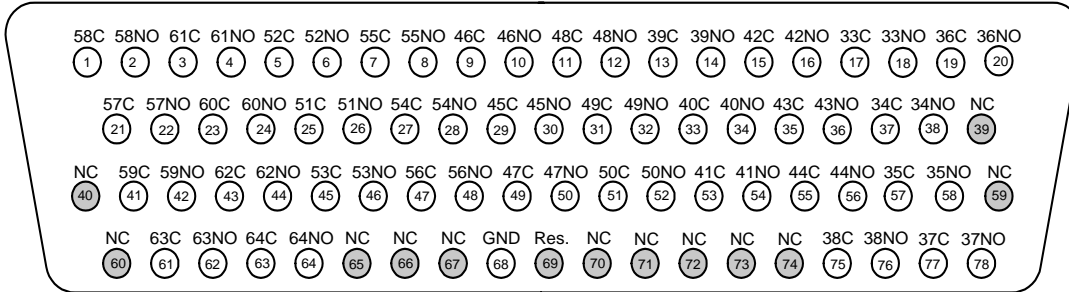 58C 58NO 61C 61NO 52C 52NO 55C 55NO 46C 46NO 48C 48NO 39C 39NO 42C 42NO 33C 33NO 36C 36NO
1 2 3 4 5 6 7 8 9 10 11 12 13 14 15 16 17 18 19 20
57C 57NO 60C 60NO 51C 51NO 54C 54NO 45C 45NO 49C 49NO 40C 40NO 43C 43NO 34C 34NO NC
21 22 23 24 25 26 27 28 29 30 31 32 33 34 35 36 37 38 39
NC 59C 59NO 62C 62NO 53C 53NO 56C 56NO 47C 47NO 50C 50NO 41C 41NO 44C 44NO 35C 35NO NC
40 41 42 43 44 45 46 47 48 49 50 51 52 53 54 55 56 57 58 59
NC 63C 63NO 64C 64NO NC NC NC GND Res. NC NC NC NC NC 38C 38NO 37C 37NO
60 61 62 63 64 65 66 67 68 69 70 71 72 73 74 75 76 77 78